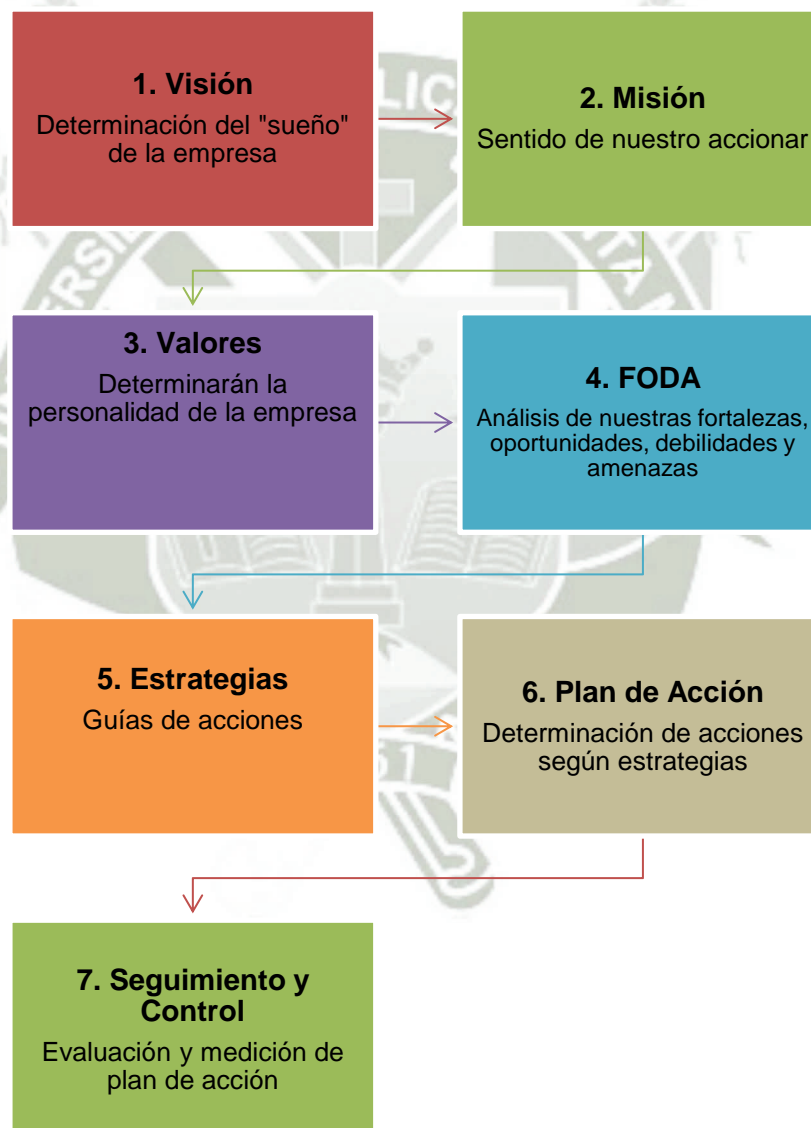 1. Visión
Determinación del "sueño"
de la empresa
2. Misión
Sentido de nuestro accionar
3. Valores
Determinarán la
personalidad de la empresa
4. FODA
Análisis de nuestras fortalezas,
oportunidades, debilidades y
amenazas
5. Estrategias
Guías de acciones
6. Plan de Acción
Determinación de acciones
según estrategias
7. Seguimiento y
Control
Evaluación y medición de
plan de acción